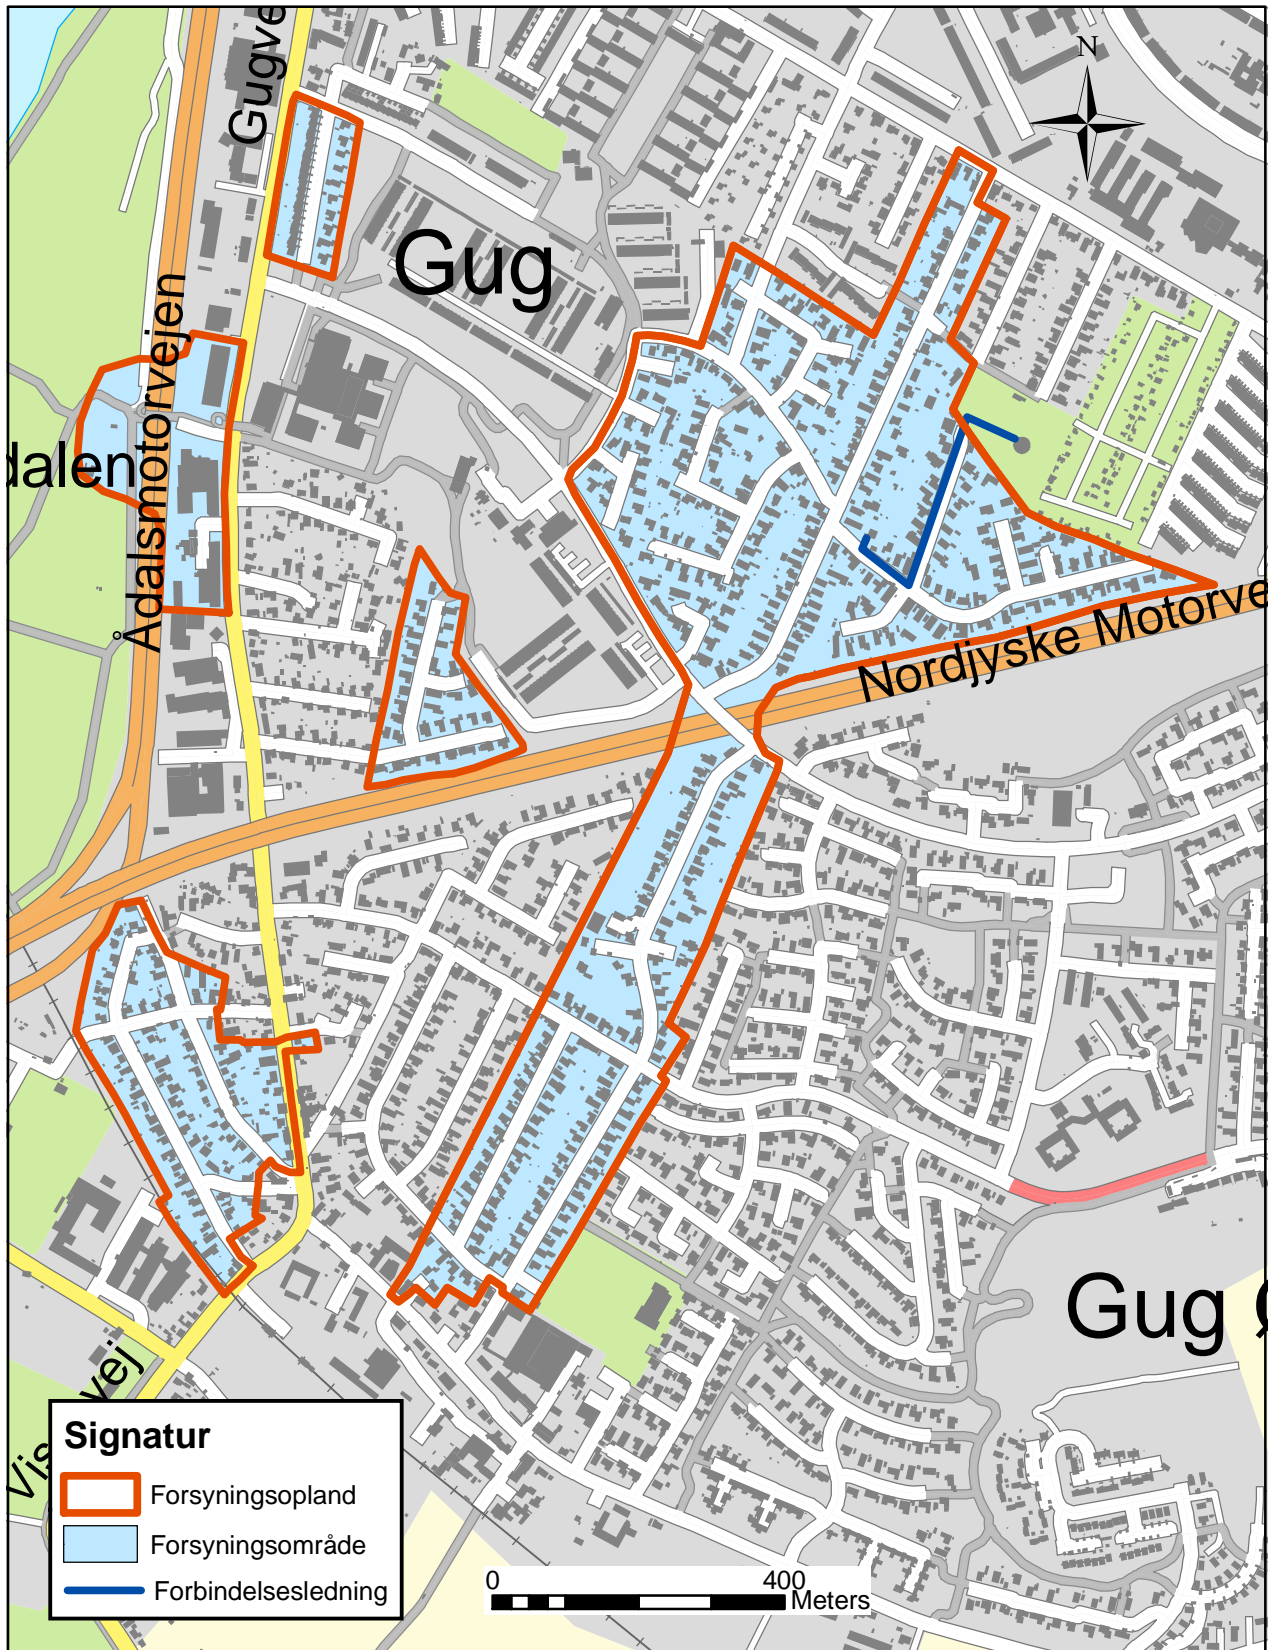 Gugve
N
Gug
Ådalsmotorvejen
dalen
Nordjyske Motorve
Gug Ø
Vis
vej
Signatur
Forsyningsopland
Forsyningsområde
Forbindelsesledning
0 400
Meters